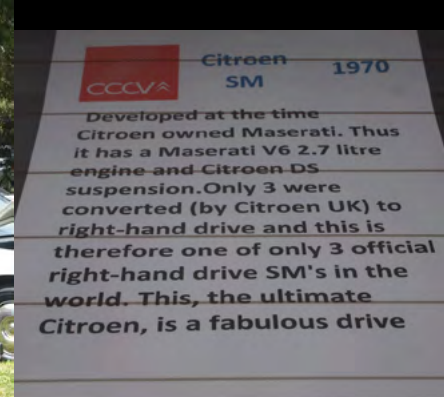 CCCV
Citroen 1970
SM
Developed at the time
Citroen owned Maserati. Thus
it has a Maserati V6 2.7 litre
engine and Citroen DS
suspension.Only 3 were
converted (by Citroen UK) to
right-hand drive and this is
therefore one of only 3 official
right-hand drive SM's in the
world. This, the ultimate
Citroen, is a fabulous drive